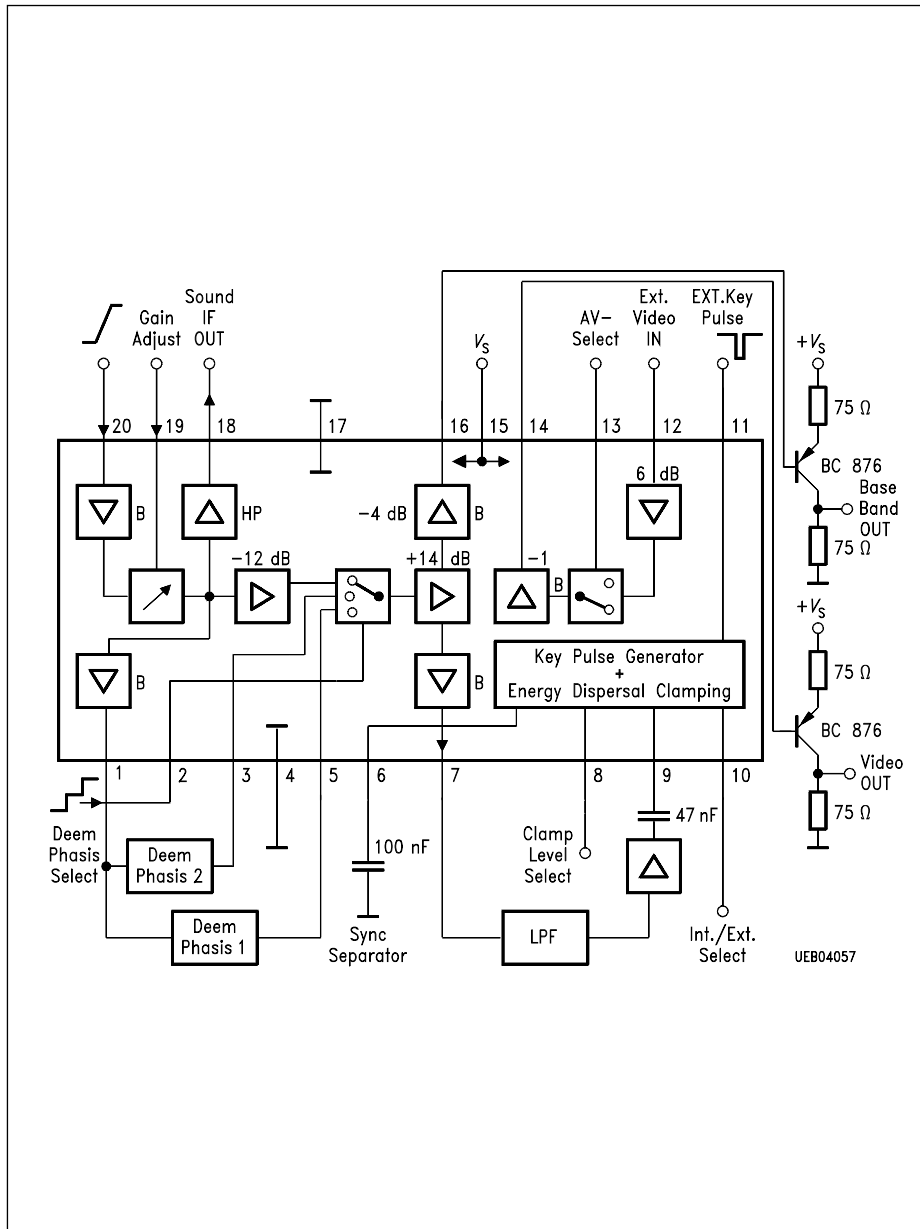 Sound
Gain
IF
Adjust
OUT
Ext.
EXT.Key
AV-
Video
Pulse
Select
IN
VS
+VS
20
19
18
17
16
15
14
13
12
11
75 Ω
BC 876
Base
Band
OUT
75 Ω
B
HP
-4 dB
B
6 dB
-12 dB
+14 dB
-1
B
B
B
Key Pulse Generator
+
Energy Dispersal Clamping
+VS
75 Ω
BC 876
Video
OUT
75 Ω
1
2
3
4
5
6
7
8
9
10
Deem
Phasis
Select
Deem
Phasis 2
Deem
Phasis 1
100 nF
Sync
Separator
Clamp
Level
Select
47 nF
LPF
Int./Ext.
Select
UEB04057